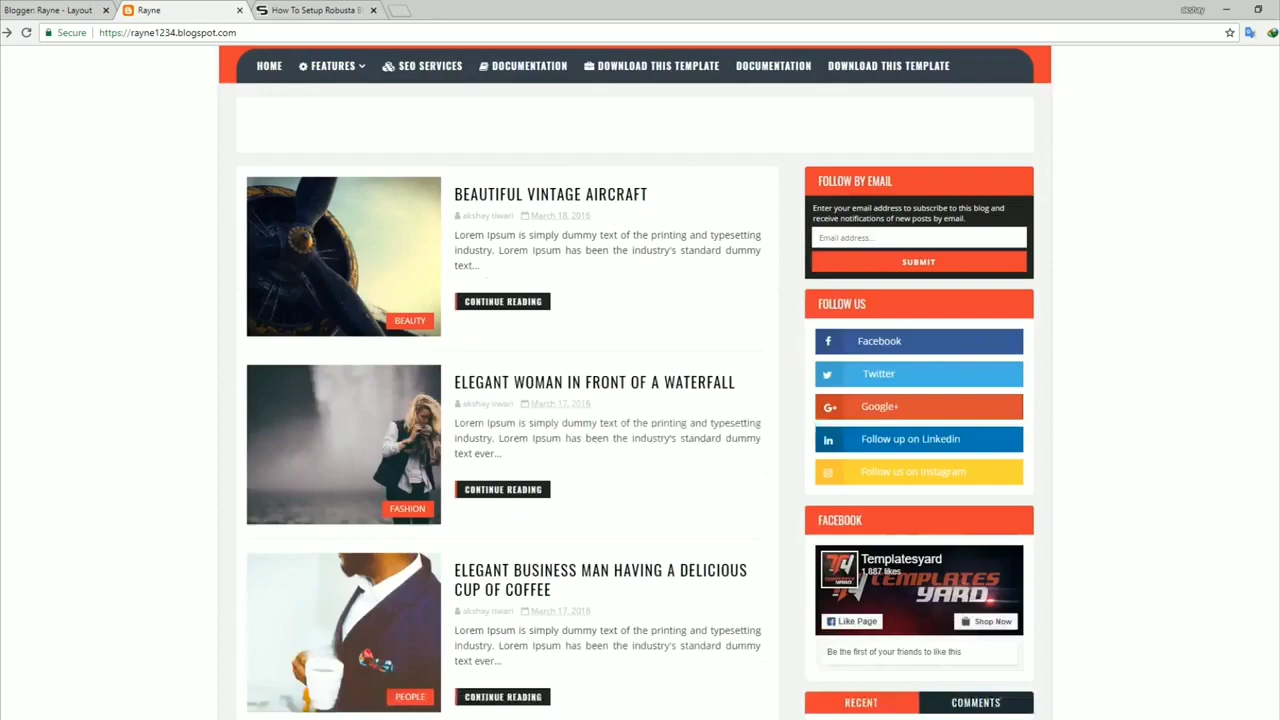 Blogger: Rayne - Layout
Rayne
How To Setup Robusta B
akshay
Secure
https://rayne1234.blogspot.com
HOME FEATURES SEO SERVICES DOCUMENTATION DOWNLOAD THIS TEMPLATE DOCUMENTATION DOWNLOAD THIS TEMPLATE
BEAUTIFUL VINTAGE AIRCRAFT
akshay tiwari March 18, 2016
Lorem Ipsum is simply dummy text of the printing and typesetting
industry. Lorem Ipsum has been the industry's standard dummy
text...
CONTINUE READING
BEAUTY
ELEGANT WOMAN IN FRONT OF A WATERFALL
akshay tiwari March 17, 2016
Lorem Ipsum is simply dummy text of the printing and typesetting
industry. Lorem Ipsum has been the industry's standard dummy
text ever...
CONTINUE READING
FASHION
ELEGANT BUSINESS MAN HAVING A DELICIOUS
CUP OF COFFEE
akshay tiwari March 17, 2016
Lorem Ipsum is simply dummy text of the printing and typesetting
industry. Lorem Ipsum has been the industry's standard dummy
text ever...
CONTINUE READING
PEOPLE
FOLLOW BY EMAIL
Enter your email address to subscribe to this blog and
receive notifications of new posts by email.
Email address...
SUBMIT
FOLLOW US
Facebook
Twitter
Google+
Follow up on Linkedin
Follow us on Instagram
FACEBOOK
Templatesyard
1,887 likes
TEMPLATES
YARD
Like Page
Shop Now
Be the first of your friends to like this
RECENT
COMMENTS